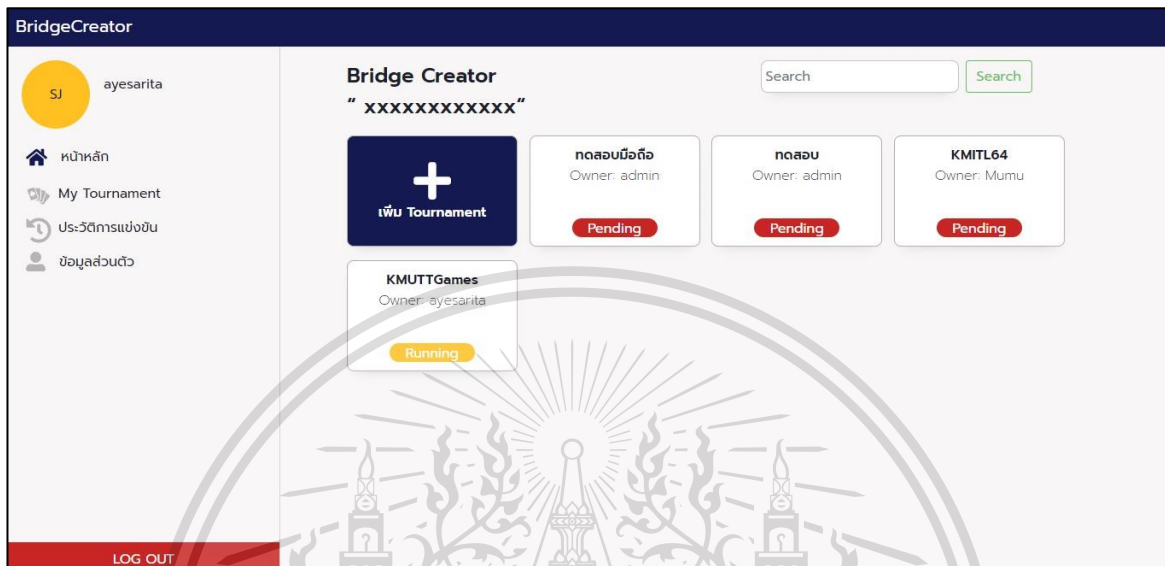 BridgeCreator
SJ
ayesarita
หน้าหลัก
My Tournament
ประวัติการแข่งขัน
ข้อมูลส่วนตัว
LOG OUT
Bridge Creator
“ xxxxxxxxxxxx“
Search
Search
เพิ่ม Tournament
ทดสอบมือถือ
Owner: admin
Pending
ทดสอบ
Owner: admin
Pending
KMITL64
Owner: Mumu
Pending
KMUTTGames
Owner: ayesarita
Running